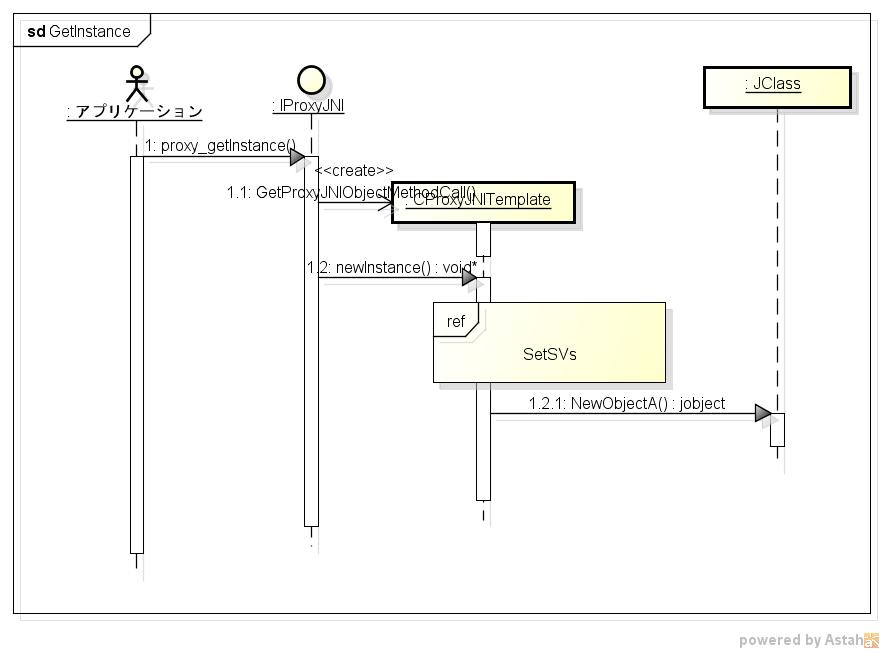 sd GetInstance
: アプリケーション
: IProxyJNI
: JClass
1: proxy_getInstance()
<<create>>
1.1: GetProxyJNIObjectMethodCall()
: CProxyJNITemplate
1.2: newInstance() : void*
ref
SetSVs
1.2.1: NewObjectA() : jobject
powered by Astah